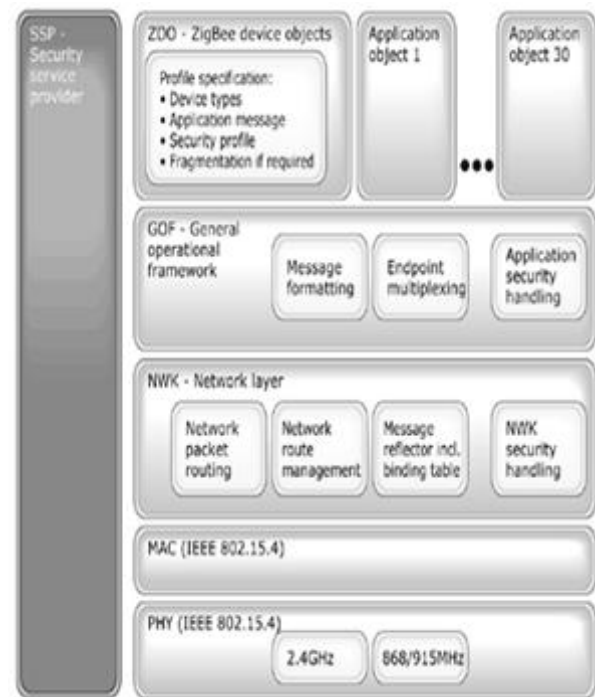 SSP -
Security
service
provider
ZDO - ZigBee device objects
Profile specification:
• Device types
• Application message
• Security profile
• Fragmentation if required
Application
object 1
•••
Application
object 30
GOF - General
operational
framework
Message
formatting
Endpoint
multiplexing
Application
security
handling
NWK - Network layer
Network
packet
routing
Network
route
management
Message
reflector incl.
binding table
NWK
security
handling
MAC (IEEE 802.15.4)
PHY (IEEE 802.15.4)
2.4GHz
868/915MHz